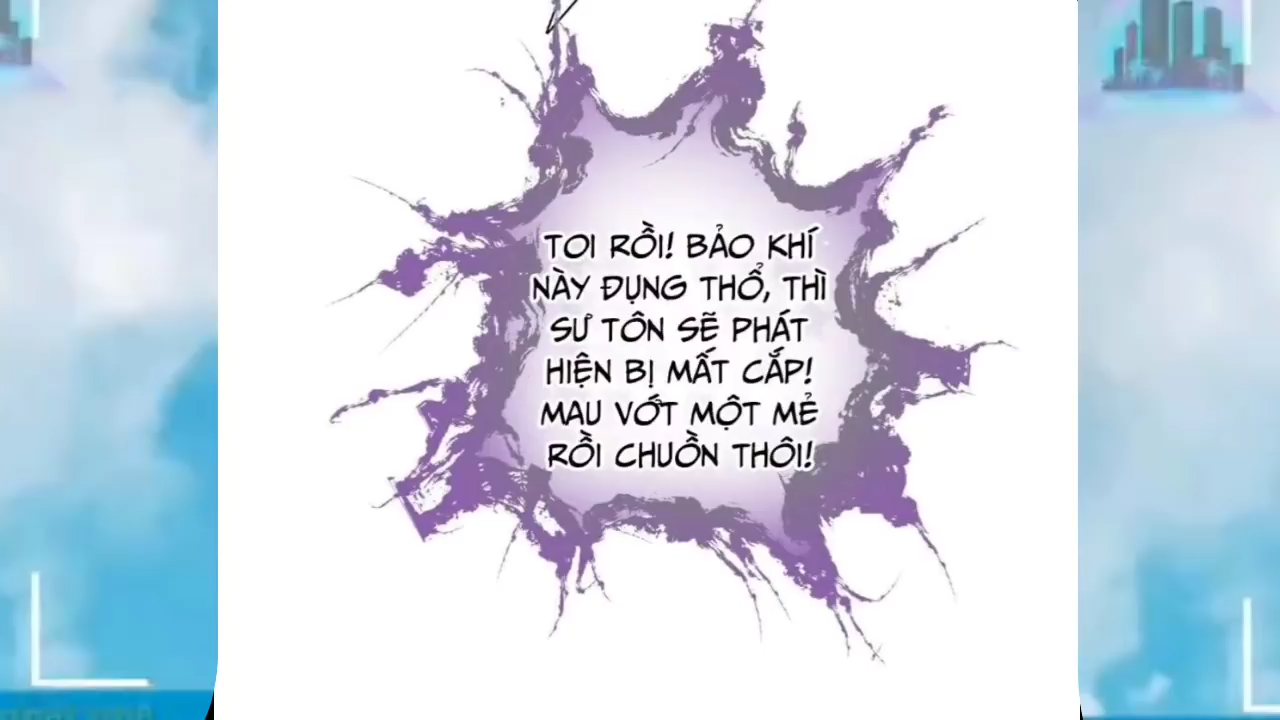 TOI RỒI! BẢO KHÍ
NÀY ĐỤNG THỔ, THÌ
SƯ TÔN SẼ PHÁT
HIỆN BỊ MẤT CẮP!
MAU VỚT MỘT MẺ
RỒI CHUỒN THÔI!